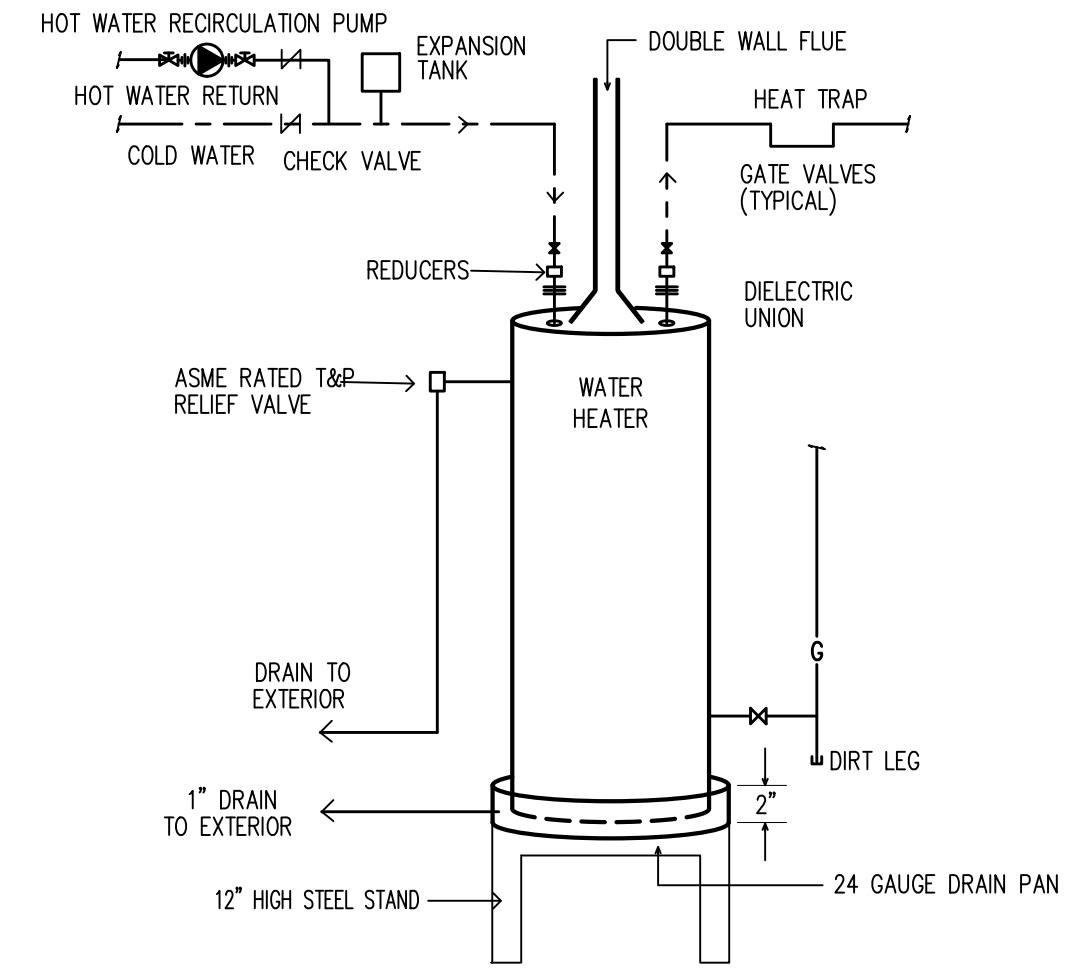 HOT WATER RECIRCULATION PUMP
EXPANSION
TANK
DOUBLE WALL FLUE
HOT WATER RETURN
HEAT TRAP
COLD WATER
CHECK VALVE
GATE VALVES
(TYPICAL)
REDUCERS
DIELECTRIC
UNION
ASME RATED T&P
RELIEF VALVE
WATER
HEATER
G
DRAIN TO
EXTERIOR
DIRT LEG
1" DRAIN
TO EXTERIOR
2"
24 GAUGE DRAIN PAN
12" HIGH STEEL STAND